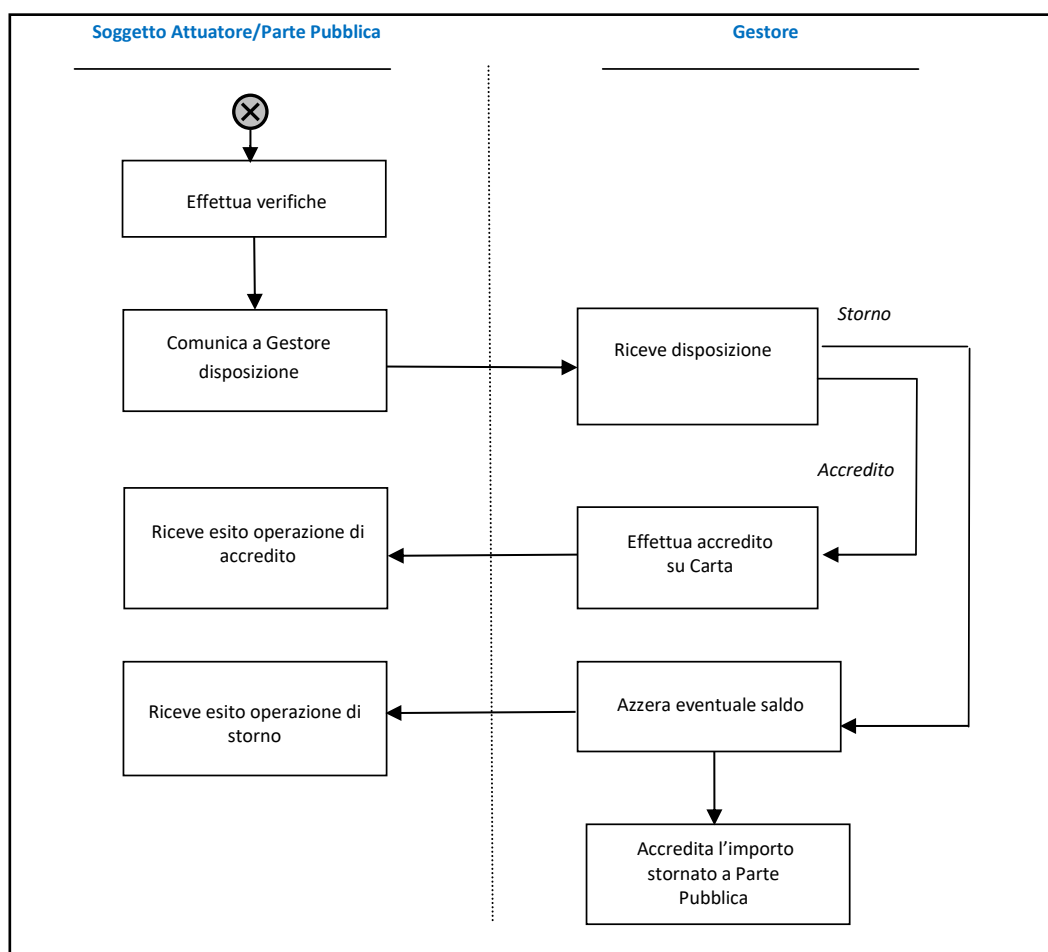 Soggetto Attuatore/Parte Pubblica
Gestore
Effettua verifiche
Comunica a Gestore
disposizione
Riceve disposizione
Storno
Accredito
Riceve esito operazione di
accredito
Effettua accredito
su Carta
Riceve esito operazione di
storno
Azzera eventuale saldo
Accredita l’importo
stornato a Parte
Pubblica